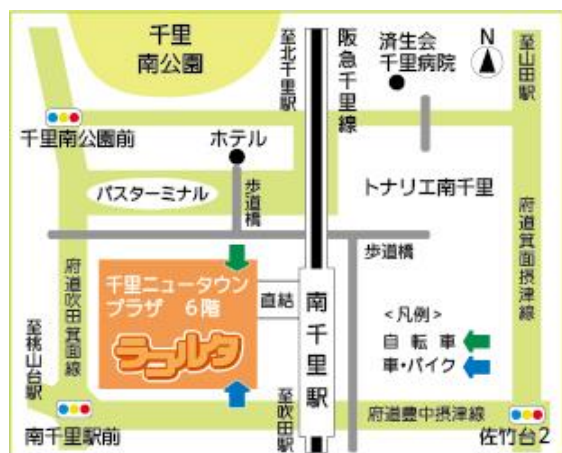 千里
南公園
至北千里駅
阪急千里線
済生会
千里病院
N
至山田駅
千里南公園前
ホテル
バスターミナル
歩道橋
トナリエ南千里
府道箕面摂津線
歩道橋
府道吹田箕面線
千里ニュータウン
プラザ 6階
ラコルタ
直結
南千里駅
<凡例>
自転車
車・バイク
至桃山台駅
南千里駅前
至吹田駅
府道豊中摂津線
佐竹台2